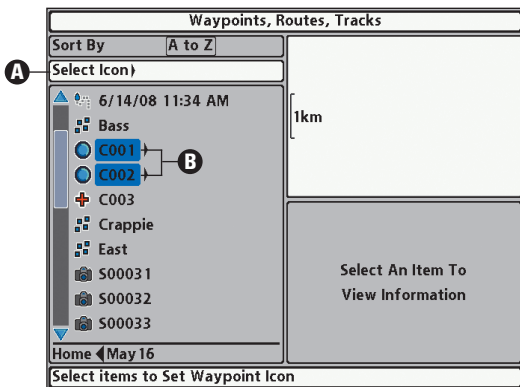 Waypoints, Routes, Tracks
Sort By A to Z
A
Select Icon
6/14/08 11:34 AM
Bass
C001
B
C002
C003
Crappie
East
S00031
S00032
S00033
Home May 16
1km
Select An Item To
View Information
Select items to Set Waypoint Icon